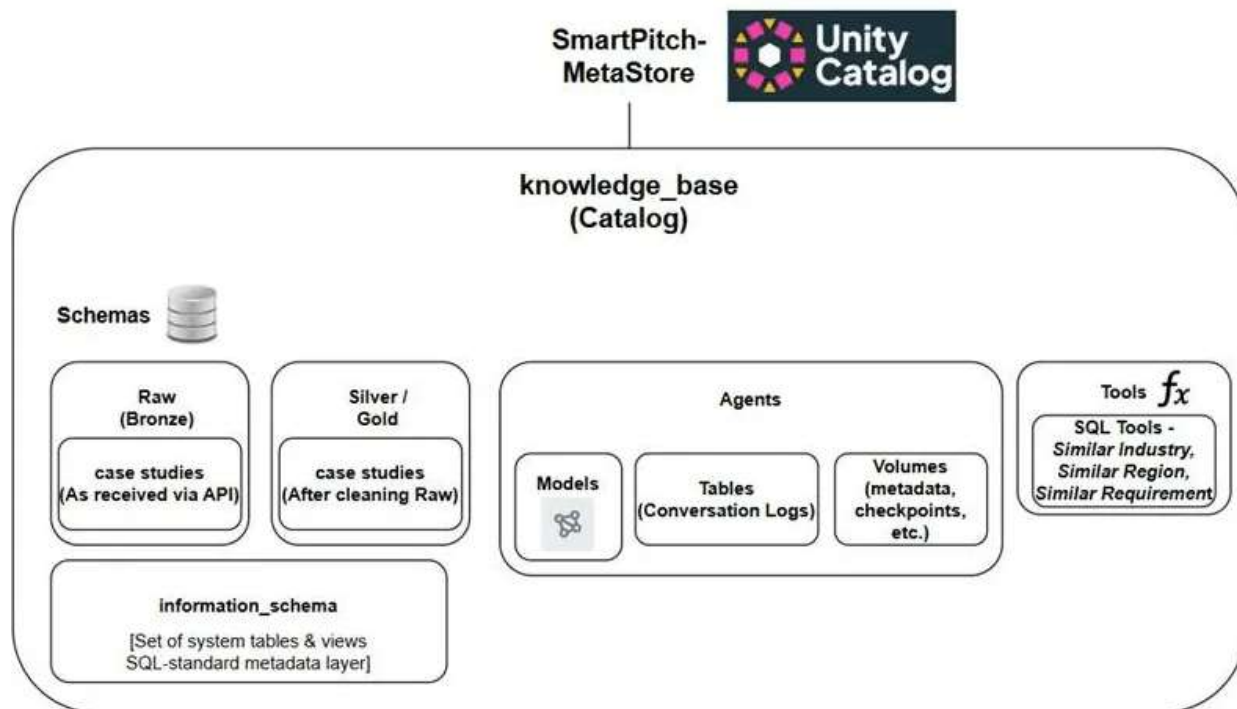 SmartPitch-
MetaStore
Unity
Catalog
knowledge_base
(Catalog)
Schemas
Raw
(Bronze)
case studies
(As received via API)
Silver /
Gold
case studies
(After cleaning Raw)
Agents
Models
Tables
(Conversation Logs)
Volumes
(metadata,
checkpoints,
etc.)
Tools fx
SQL Tools -
Similar Industry,
Similar Region,
Similar Requirement
information_schema
[Set of system tables & views
SQL-standard metadata layer]